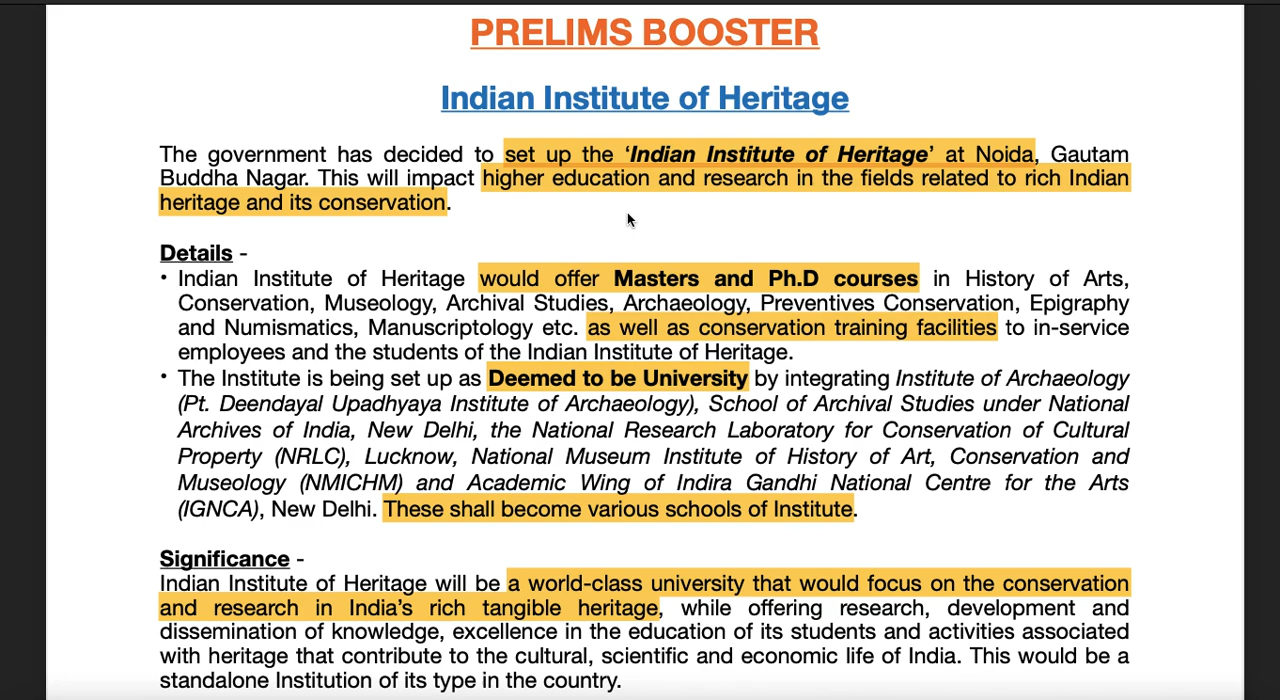 PRELIMS BOOSTER
Indian Institute of Heritage
The government has decided to set up the ‘Indian Institute of Heritage’ at Noida, Gautam
Buddha Nagar. This will impact higher education and research in the fields related to rich Indian
heritage and its conservation.
Details -
• Indian Institute of Heritage would offer Masters and Ph.D courses in History of Arts,
Conservation, Museology, Archival Studies, Archaeology, Preventives Conservation, Epigraphy
and Numismatics, Manuscriptology etc. as well as conservation training facilities to in-service
employees and the students of the Indian Institute of Heritage.
• The Institute is being set up as Deemed to be University by integrating Institute of Archaeology
(Pt. Deendayal Upadhyaya Institute of Archaeology), School of Archival Studies under National
Archives of India, New Delhi, the National Research Laboratory for Conservation of Cultural
Property (NRLC), Lucknow, National Museum Institute of History of Art, Conservation and
Museology (NMICHM) and Academic Wing of Indira Gandhi National Centre for the Arts
(IGNCA), New Delhi. These shall become various schools of Institute.
Significance -
Indian Institute of Heritage will be a world-class university that would focus on the conservation
and research in India’s rich tangible heritage, while offering research, development and
dissemination of knowledge, excellence in the education of its students and activities associated
with heritage that contribute to the cultural, scientific and economic life of India. This would be a
standalone Institution of its type in the country.